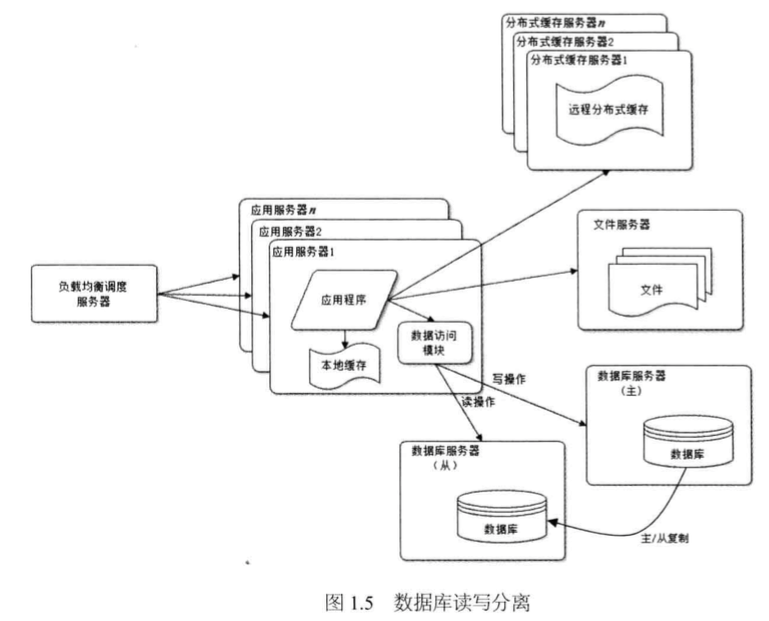 分布式缓存服务器n
分布式缓存服务器2
分布式缓存服务器1
远程分布式缓存
应用服务器n
应用服务器2
应用服务器1
文件服务器
文件
负载均衡调度
服务器
应用程序
数据访问
模块
本地缓存
写操作
读操作
数据库服务器
（主）
数据库
数据库服务器
（从）
数据库
主/从复制
图 1.5 数据库读写分离